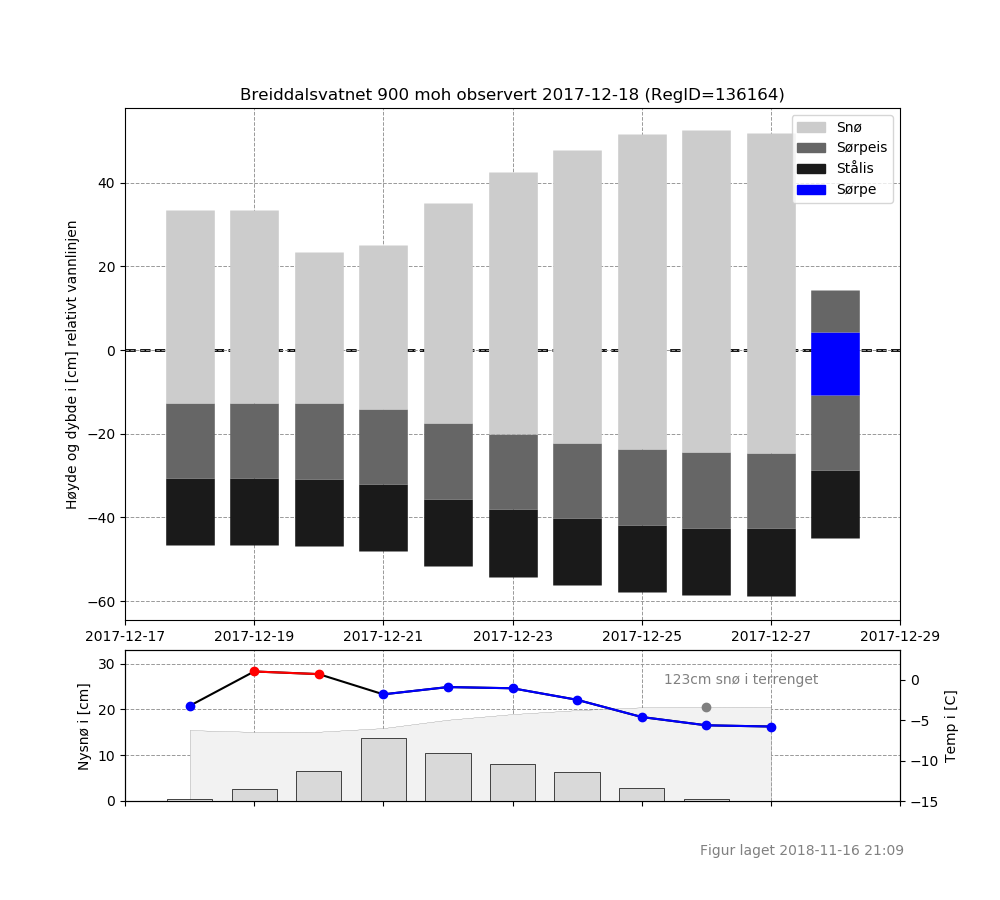 Breiddalsvatnet 900 moh observert 2017-12-18 (RegID=136164)
Høyde og dybde i [cm] relativt vannlinjen
40
20
0
−20
−40
−60
Snø
Sørpeis
Stålis
Sørpe
2017-12-17 2017-12-19 2017-12-21 2017-12-23 2017-12-25 2017-12-27 2017-12-29
Nysnø i [cm]
30
20
10
0
123cm snø i terrenget
0
−5
−10
−15
Temp i [C]
Figur laget 2018-11-16 21:09